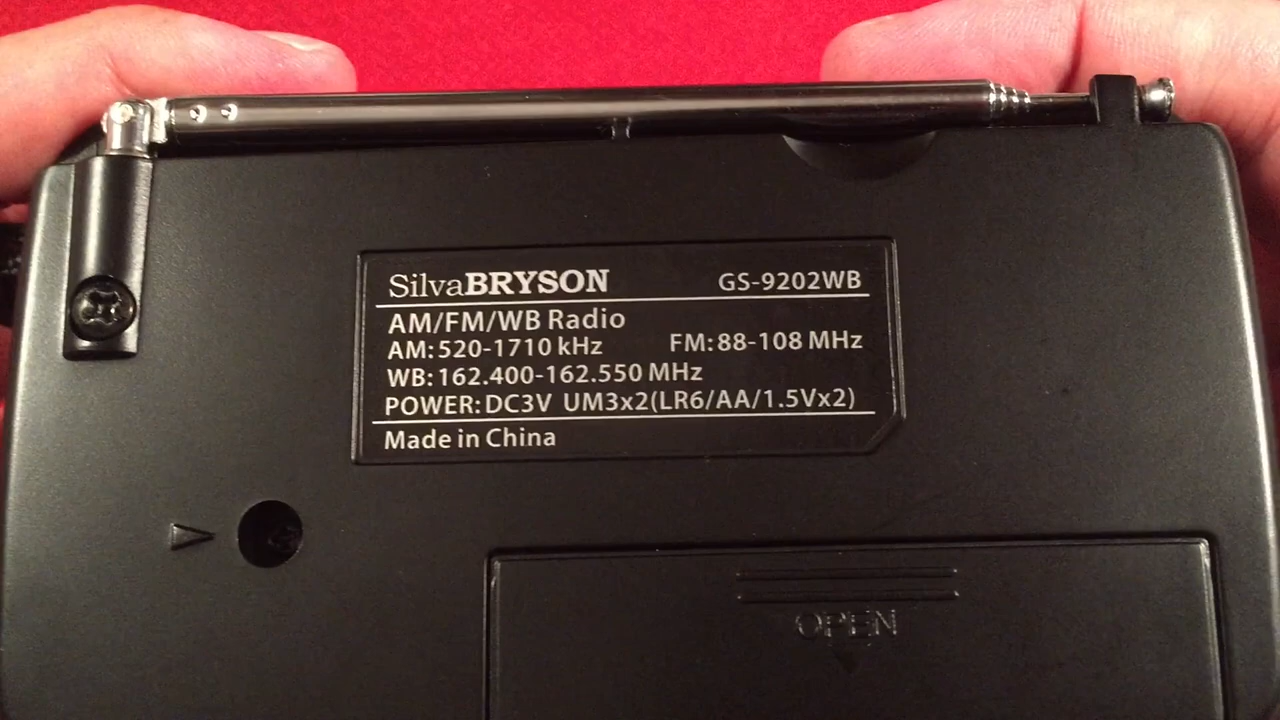 SilvaBRYSON GS-9202WB
AM/FM/WB Radio
AM:520-1710 kHz FM:88-108 MHz
WB:162.400-162.550 MHz
POWER:DC3V UM3x2(LR6/AA/1.5Vx2)
Made in China
OPEN